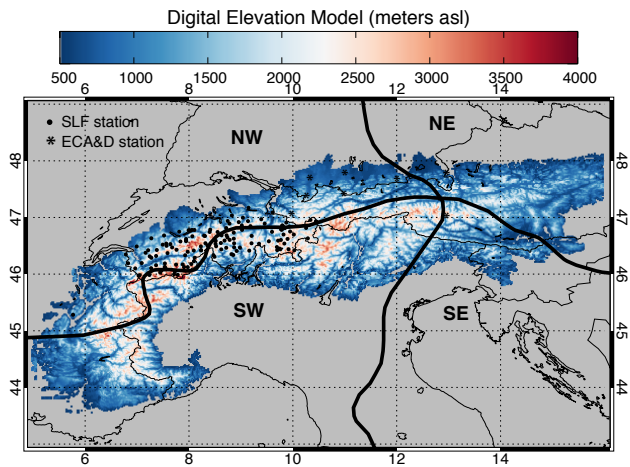 Digital Elevation Model (meters asl)
500 1000 1500 2000 2500 3000 3500 4000
6 8 10 12 14
• SLF station
* ECA&D station
NW NE
48 48
47 47
46 46
SW SE
45 45
44 44
6 8 10 12 14 16